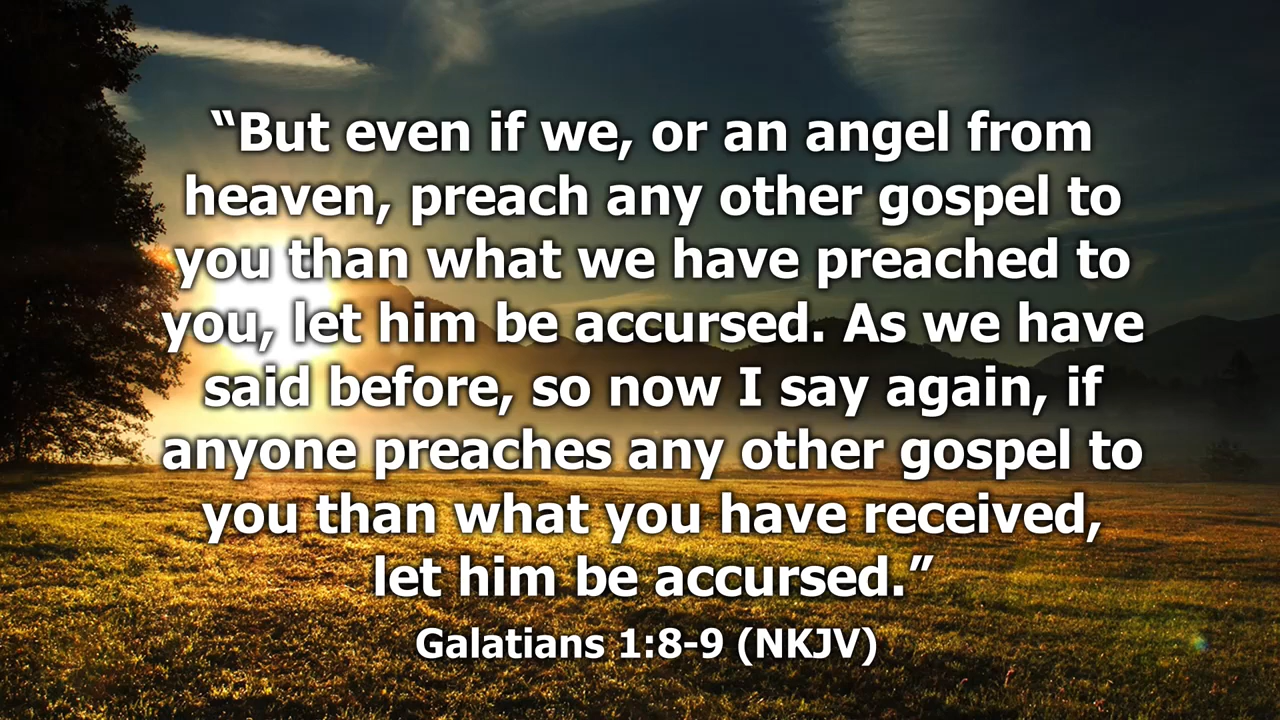 “But even if we, or an angel from
heaven, preach any other gospel to
you than what we have preached to
you, let him be accursed. As we have
said before, so now I say again, if
anyone preaches any other gospel to
you than what you have received,
let him be accursed.”
Galatians 1:8-9 (NKJV)